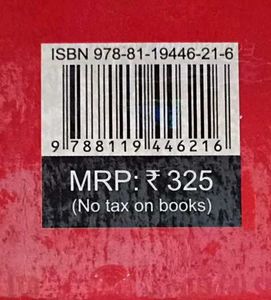 ISBN 978-81-19446-21-6
9 788119 446216
MRP: ₹ 325
(No tax on books)